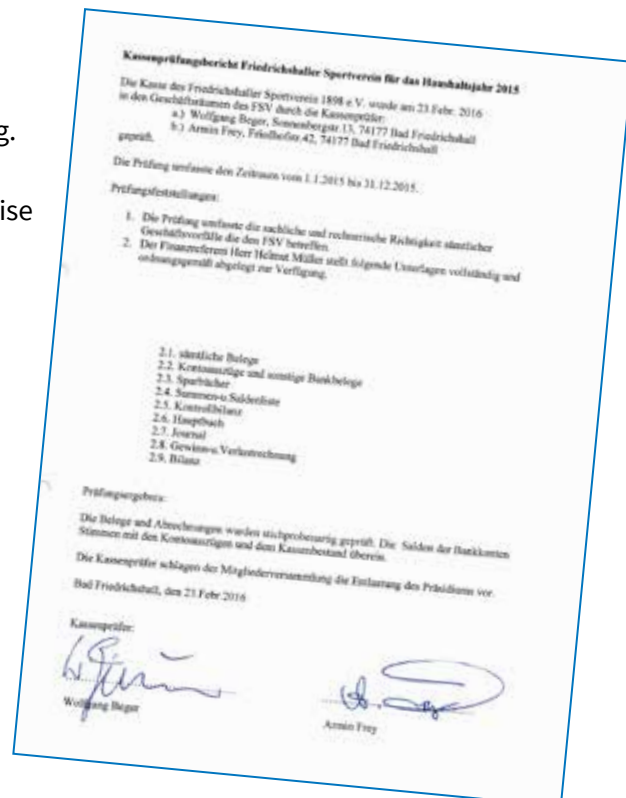 g.
ise
Kassenprüfungsbericht Friedrichshaller Sportverein für das Haushaltsjahr 2015
Die Kasse des Friedrichshaller Sportverein 1898 e.V. wurde am 23.Febr. 2016
in den Geschäftsräumen des FSV durch die Kassenprüfer:
a.) Wolfgang Beger, Sonnenbergstr.13, 74177 Bad Friedrichshall
b.) Armin Frey, Friedhofstr.42, 74177 Bad Friedrichshall
geprüft.
Die Prüfung umfasste den Zeitraum vom 1.1.2015 bis 31.12.2015.
Prüfungsfeststellungen:
1. Die Prüfung umfasste die sachliche und rechnerische Richtigkeit sämtlicher
Geschäftsvorfälle die den FSV betreffen.
2. Der Finanzreferent Herr Helmut Müller stellt folgende Unterlagen vollständig und
ordnungsgemäß abgelegt zur Verfügung.
2.1. sämtliche Belege
2.2. Kontoauszüge und sonstige Bankbelege
2.3. Sparbücher
2.4. Summen-u.Saldenliste
2.5. Kontrollbilanz
2.6. Hauptbuch
2.7. Journal
2.8. Gewinn-u.Verlustrechnung
2.9. Bilanz
Prüfungsergebnis:
Die Belege und Abrechnungen wurden stichprobenartig geprüft. Die Salden der Bankkonten
Stimmen mit den Kontoauszügen und dem Kassenbestand überein.
Die Kassenprüfer schlagen der Mitgliederversammlung die Entlastung des Präsidiums vor.
Bad Friedrichshall, den 23.Febr 2016
Kassenprüfer:
Wolfgang Beger
Armin Frey